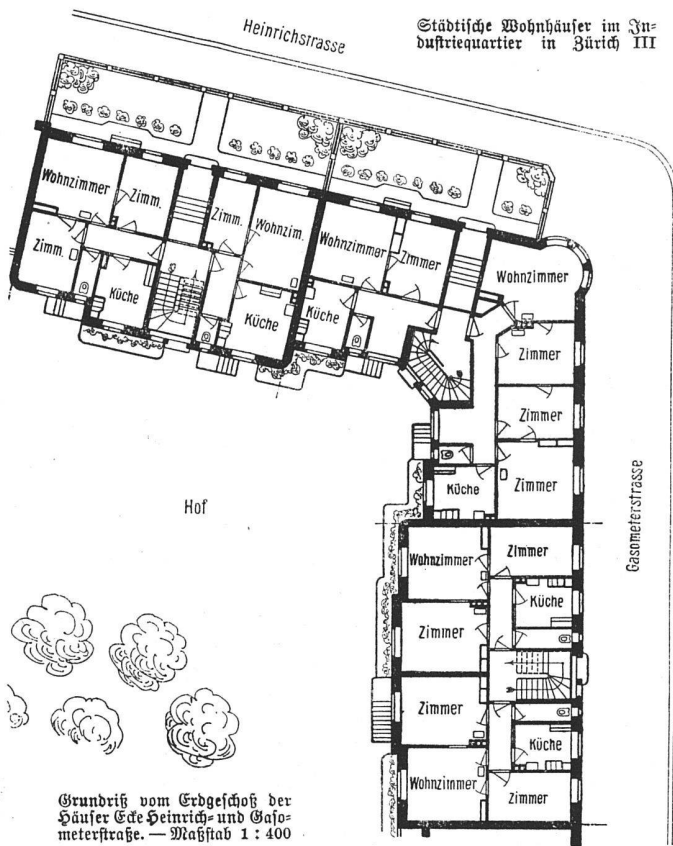 Heinrichstrasse
Städtische Wohnhäuser im In=
dustriequartier in Zürich III
Wohnzimmer
Zimm.
Zimm.
Wohnzim.
Wohnzimmer
Zimmer
Wohnzimmer
Zimm.
Küche
Küche
Küche
Zimmer
Zimmer
Zimmer
Küche
Hof
Gasometerstrasse
Wohnzimmer
Zimmer
Küche
Zimmer
Zimmer
Küche
Wohnzimmer
Zimmer
Grundriß vom Erdgeschoß der
Häuser Ecke Heinrich= und Gaso=
meterstraße. — Maßstab 1 : 400